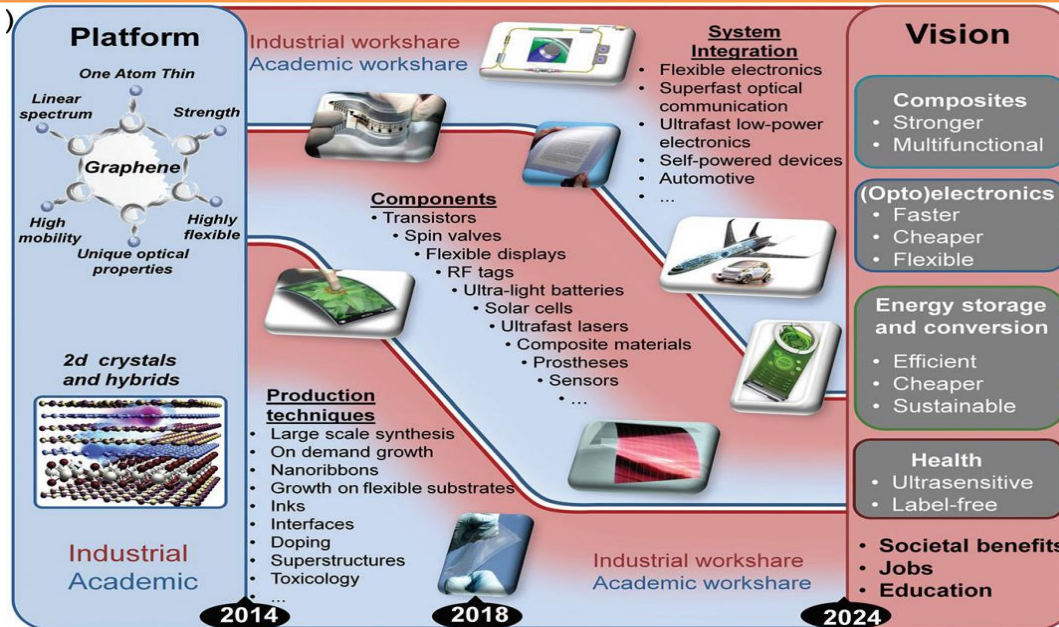 )
Platform
One Atom Thin
Linear
spectrum
Strength
Graphene
High
mobility
Highly
flexible
Unique optical
properties
2d crystals
and hybrids
Industrial
Academic
Industrial workshare
Academic workshare
Production
techniques
• Large scale synthesis
• On demand growth
• Nanoribbons
• Growth on flexible substrates
• Inks
• Interfaces
• Doping
• Superstructures
• Toxicology
• ...
Components
• Transistors
• Spin valves
• Flexible displays
• RF tags
• Ultra-light batteries
• Solar cells
• Ultrafast lasers
• Composite materials
• Prostheses
• Sensors
• ...
System
Integration
• Flexible electronics
• Superfast optical
communication
• Ultrafast low-power
electronics
• Self-powered devices
• Automotive
• ...
Industrial workshare
Academic workshare
Vision
Composites
• Stronger
• Multifunctional
(Opto)electronics
• Faster
• Cheaper
• Flexible
Energy storage
and conversion
• Efficient
• Cheaper
• Sustainable
Health
• Ultrasensitive
• Label-free
• Societal benefits
• Jobs
• Education
2014
2018
2024